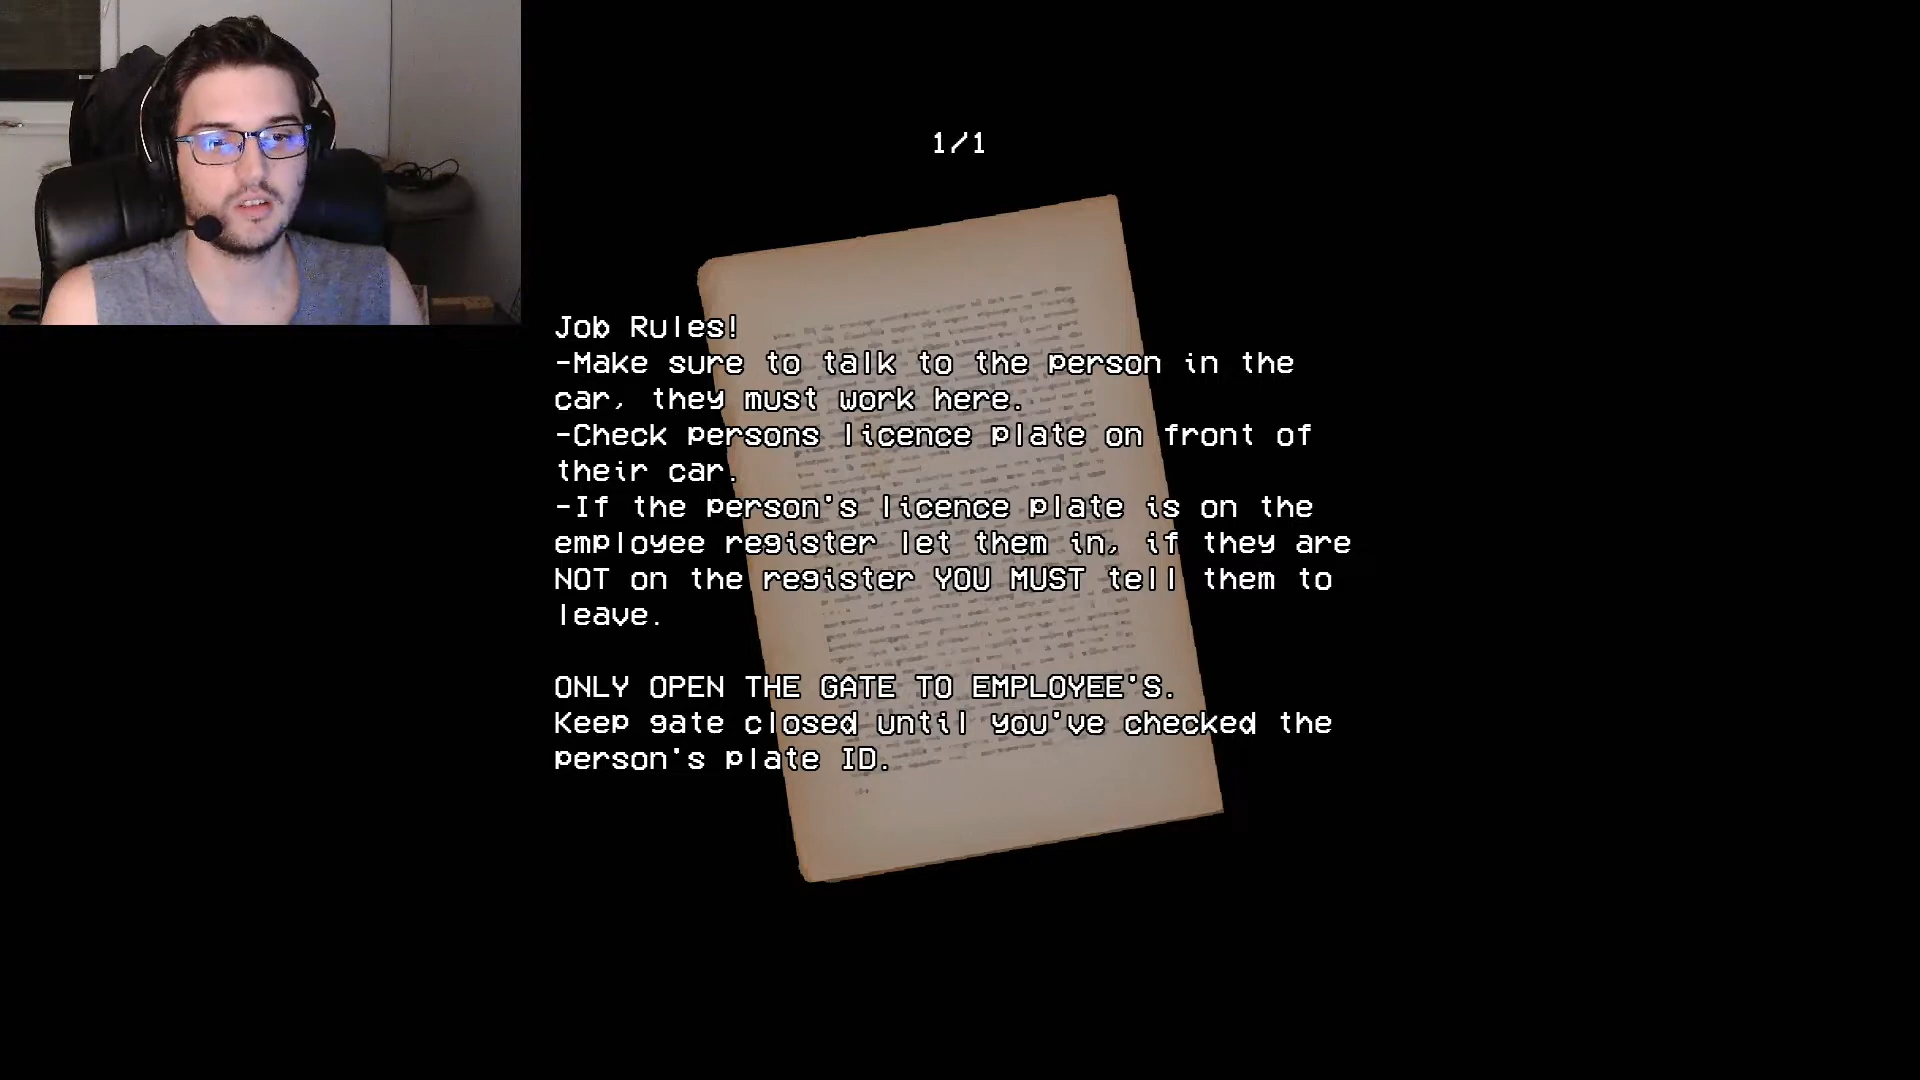 1/1
Job Rules!
-Make sure to talk to the person in the
car, they must work here.
-Check persons licence plate on front of
their car.
-If the person's licence plate is on the
employee register let them in, if they are
NOT on the register YOU MUST tell them to
leave.
ONLY OPEN THE GATE TO EMPLOYEE'S.
Keep gate closed until you've checked the
person's plate ID.